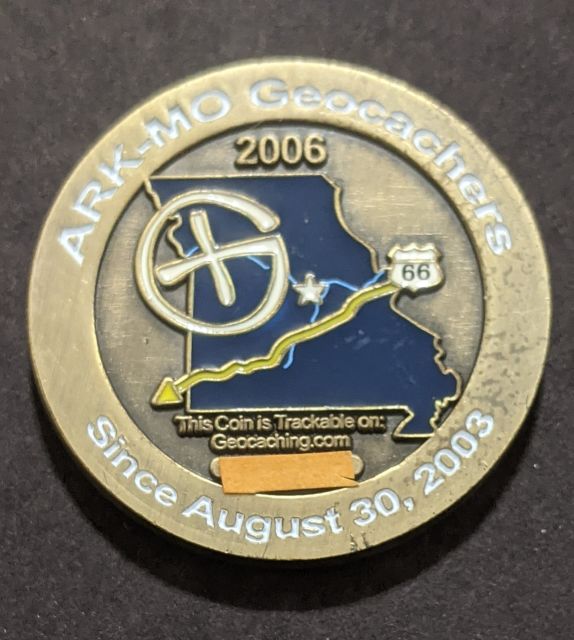 ARK-MO Geocachers
2006
66
This Coin is Trackable on:
Geocaching.com
Since August 30, 2003